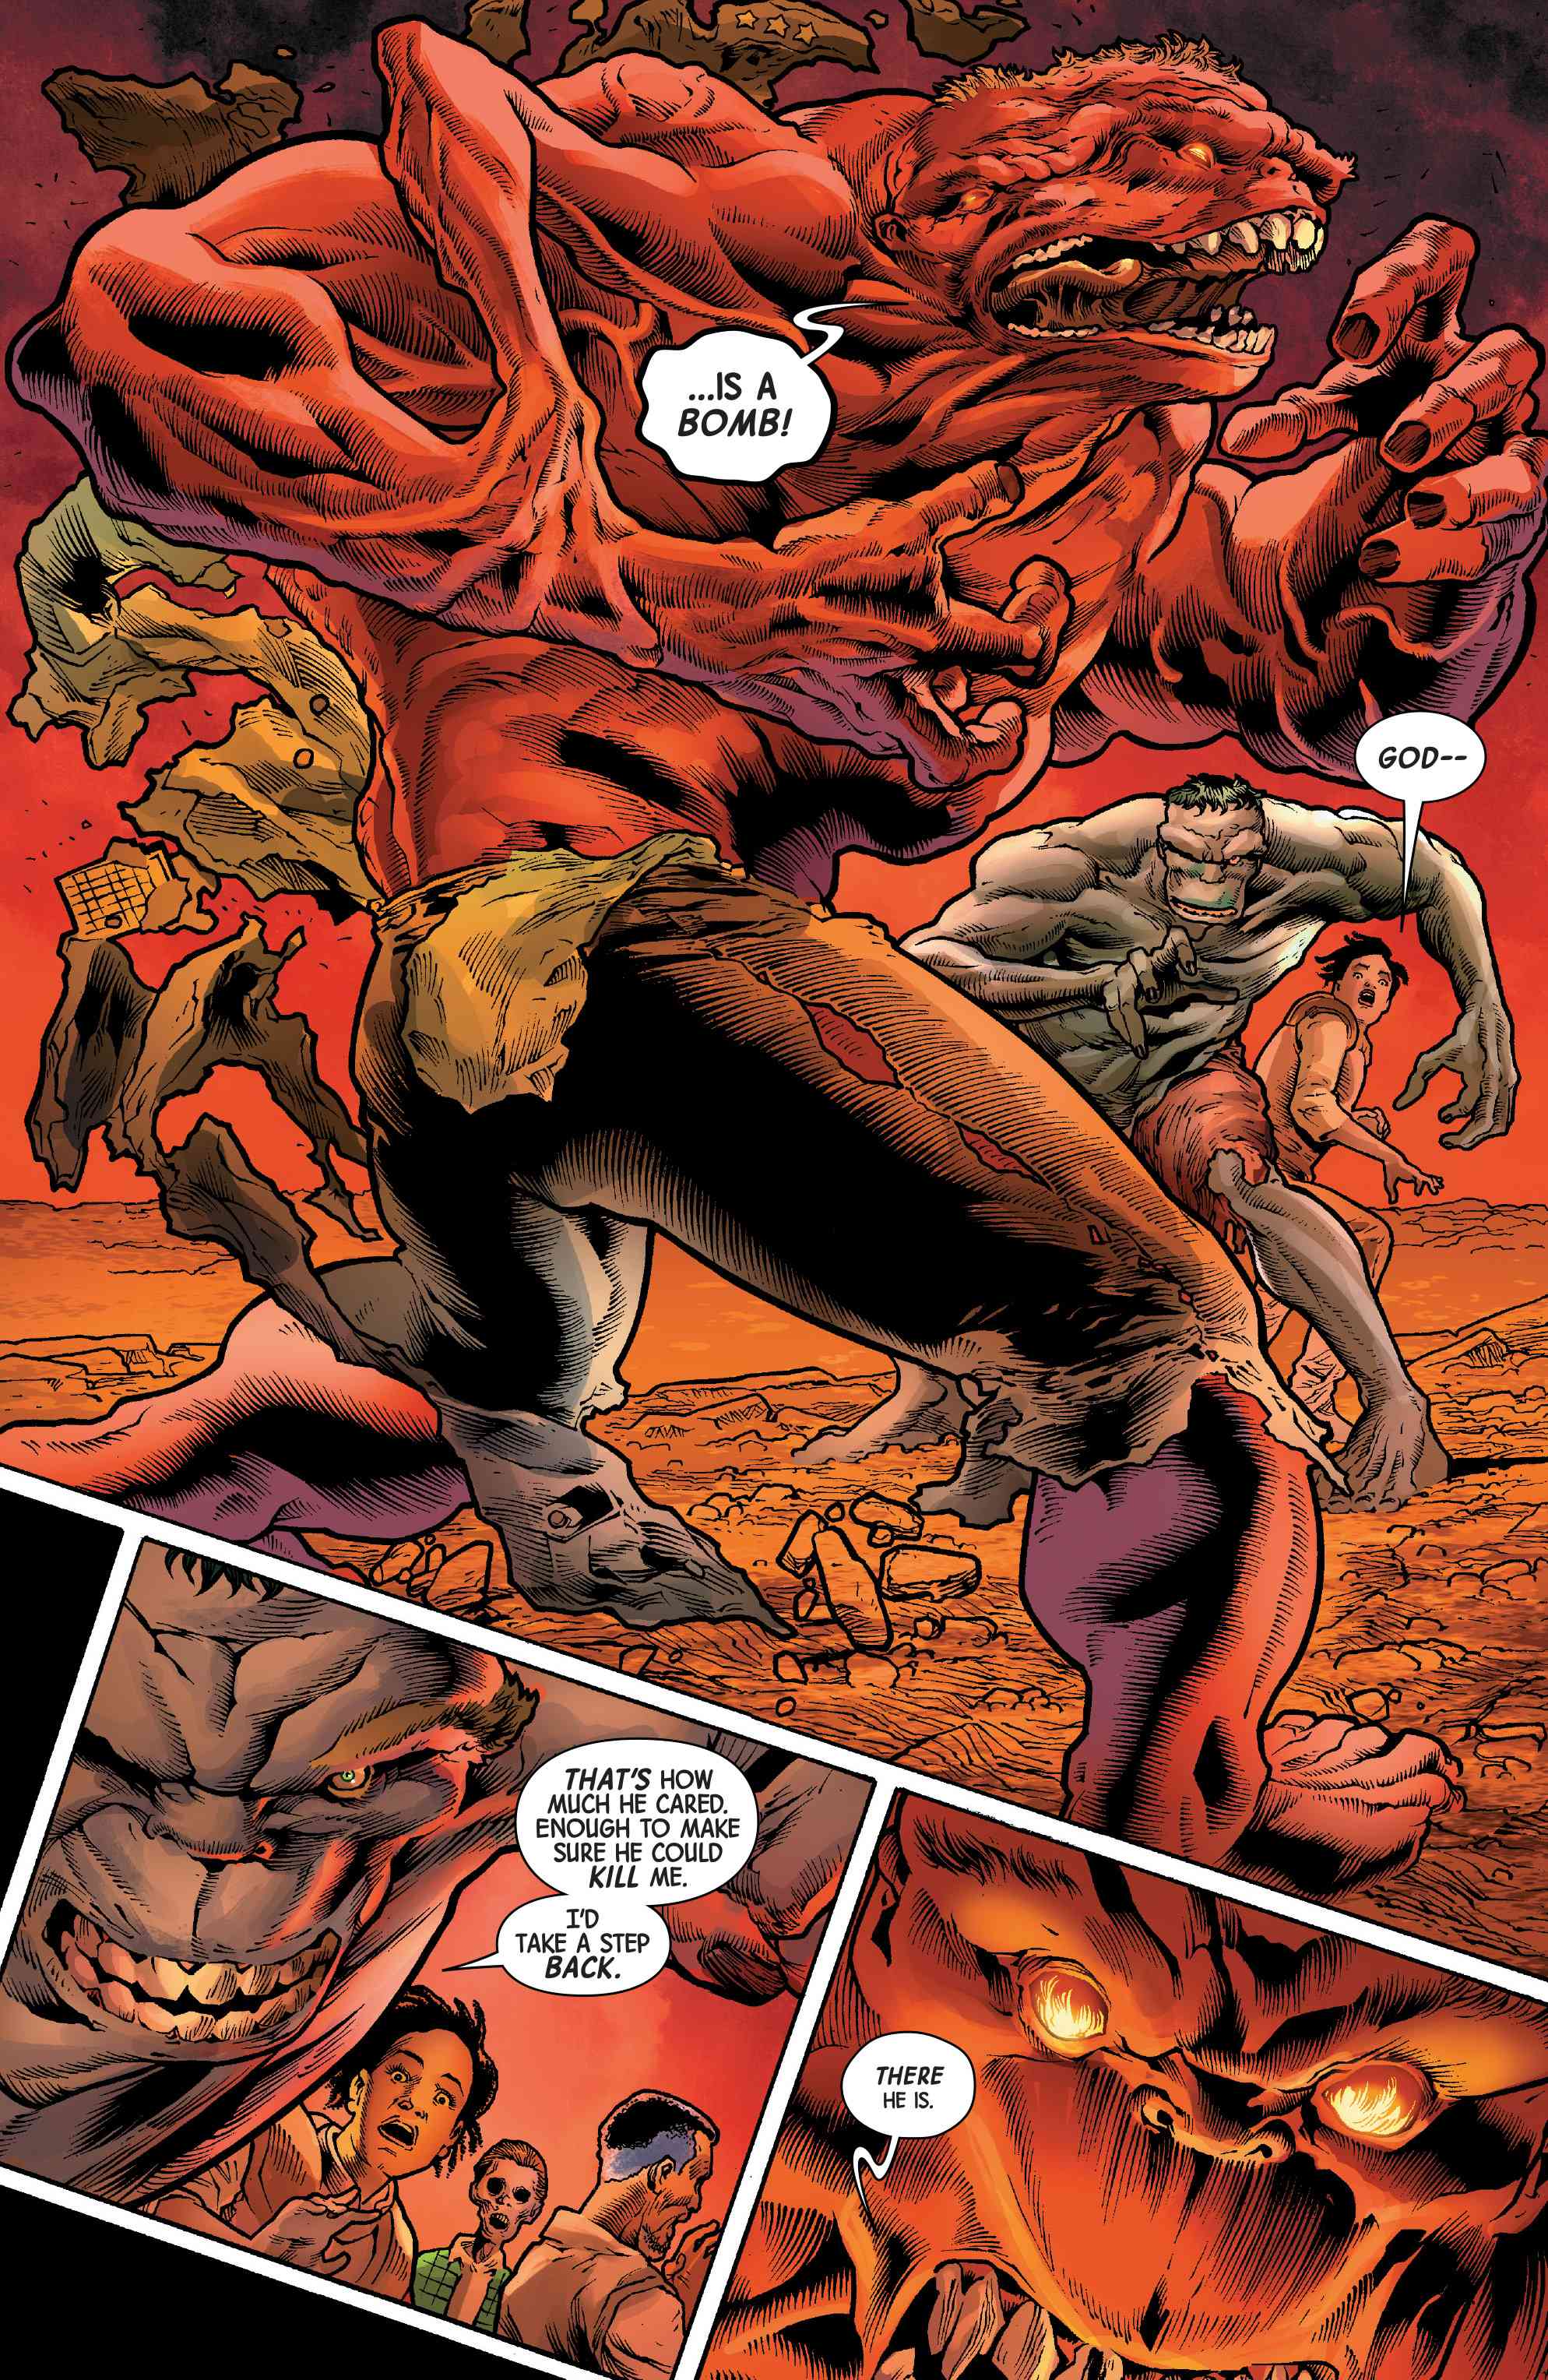 ...IS A
BOMB!
GOD--
THAT'S HOW
MUCH HE CARED.
ENOUGH TO MAKE
SURE HE COULD
KILL ME.
I'D
TAKE A STEP
BACK.
THERE
HE IS.